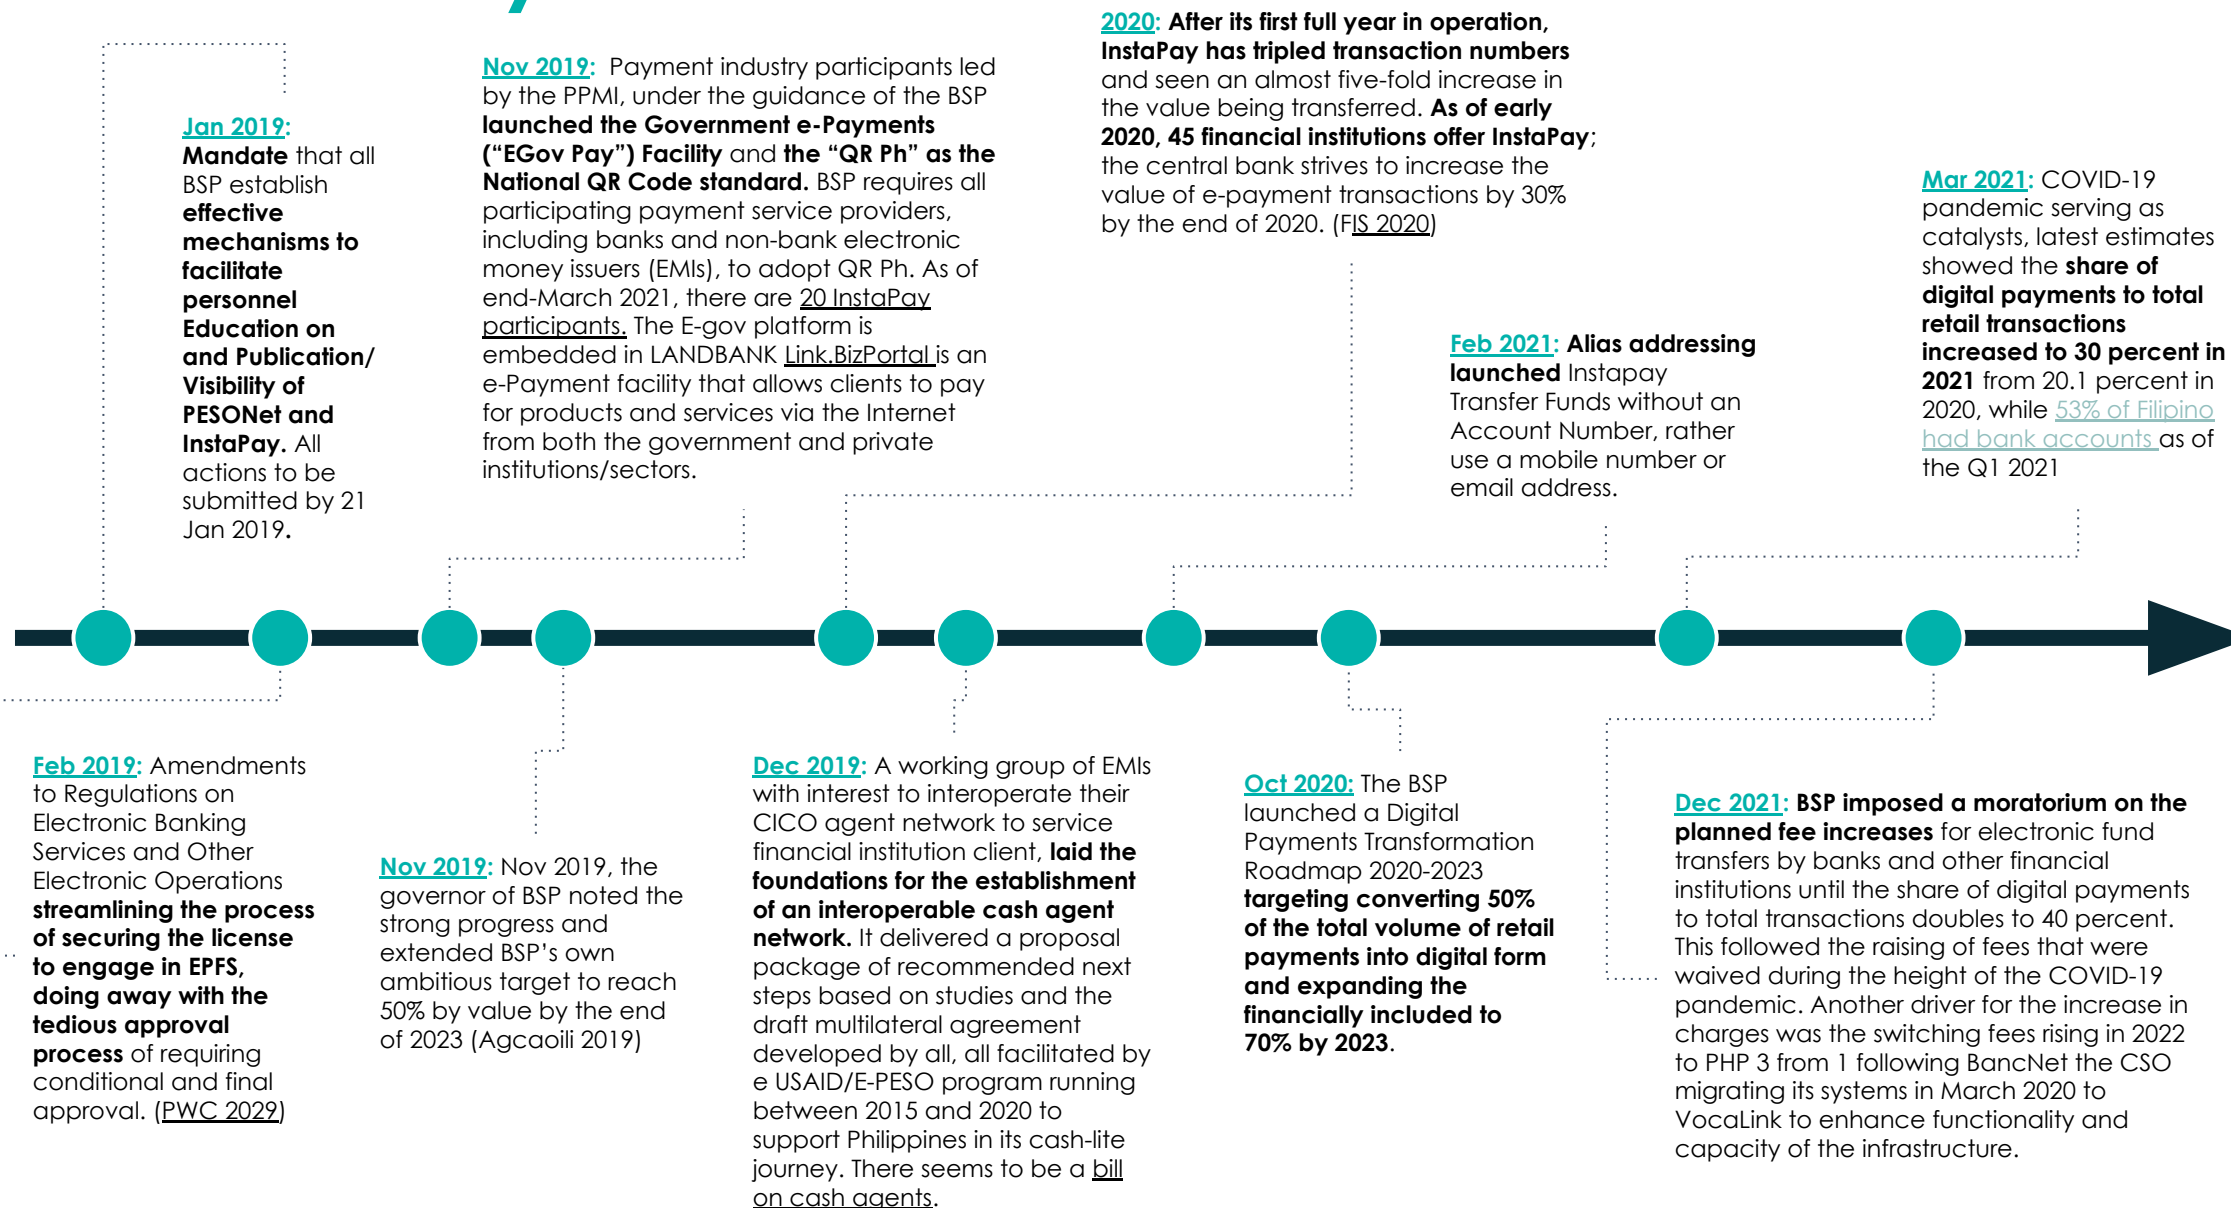 Jan 2019:
Mandate that all
BSP establish
effective
mechanisms to
facilitate
personnel
Education on
and Publication/
Visibility of
PESONet and
InstaPay. All
actions to be
submitted by 21
Jan 2019.
Nov 2019: Payment industry participants led
by the PPMI, under the guidance of the BSP
launched the Government e-Payments
(“EGov Pay”) Facility and the “QR Ph” as the
National QR Code standard. BSP requires all
participating payment service providers,
including banks and non-bank electronic
money issuers (EMIs), to adopt QR Ph. As of
end-March 2021, there are 20 InstaPay
participants. The E-gov platform is
embedded in LANDBANK Link.BizPortal is an
e-Payment facility that allows clients to pay
for products and services via the Internet
from both the government and private
institutions/sectors.
2020: After its first full year in operation,
InstaPay has tripled transaction numbers
and seen an almost five-fold increase in
the value being transferred. As of early
2020, 45 financial institutions offer InstaPay;
the central bank strives to increase the
value of e-payment transactions by 30%
by the end of 2020. (FIS 2020)
Feb 2021: Alias addressing
launched Instapay
Transfer Funds without an
Account Number, rather
use a mobile number or
email address.
Mar 2021: COVID-19
pandemic serving as
catalysts, latest estimates
showed the share of
digital payments to total
retail transactions
increased to 30 percent in
2021 from 20.1 percent in
2020, while 53% of Filipino
had bank accounts as of
the Q1 2021
Feb 2019: Amendments
to Regulations on
Electronic Banking
Services and Other
Electronic Operations
streamlining the process
of securing the license
to engage in EPFS,
doing away with the
tedious approval
process of requiring
conditional and final
approval. (PWC 2029)
Nov 2019: Nov 2019, the
governor of BSP noted the
strong progress and
extended BSP’s own
ambitious target to reach
50% by value by the end
of 2023 (Agcaoili 2019)
Dec 2019: A working group of EMIs
with interest to interoperate their
CICO agent network to service
financial institution client, laid the
foundations for the establishment
of an interoperable cash agent
network. It delivered a proposal
package of recommended next
steps based on studies and the
draft multilateral agreement
developed by all, all facilitated by
e USAID/E-PESO program running
between 2015 and 2020 to
support Philippines in its cash-lite
journey. There seems to be a bill
on cash agents.
Oct 2020: The BSP
launched a Digital
Payments Transformation
Roadmap 2020-2023
targeting converting 50%
of the total volume of retail
payments into digital form
and expanding the
financially included to
70% by 2023.
Dec 2021: BSP imposed a moratorium on the
planned fee increases for electronic fund
transfers by banks and other financial
institutions until the share of digital payments
to total transactions doubles to 40 percent.
This followed the raising of fees that were
waived during the height of the COVID-19
pandemic. Another driver for the increase in
charges was the switching fees rising in 2022
to PHP 3 from 1 following BancNet the CSO
migrating its systems in March 2020 to
VocaLink to enhance functionality and
capacity of the infrastructure.